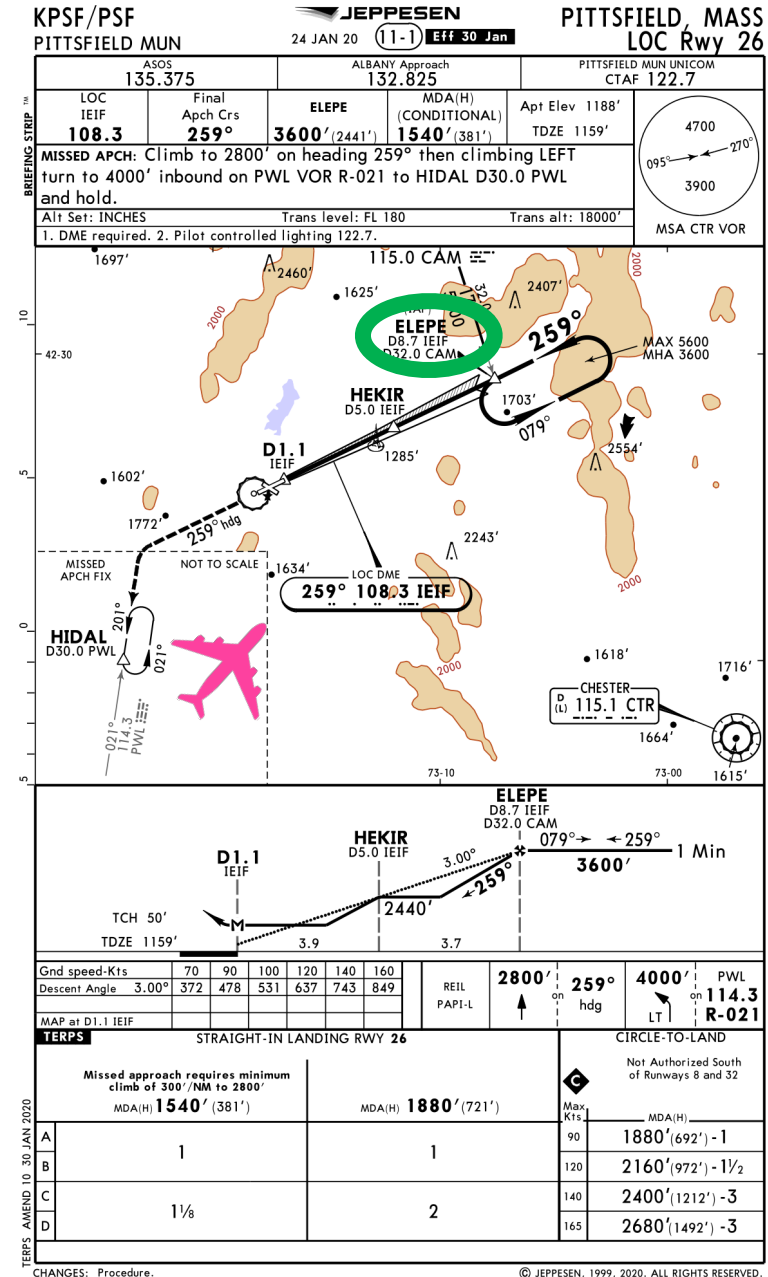 KPSF/PSF
PITTSFIELD MUN
JEPPESEN
24 JAN 20 11-1 Eff 30 Jan
PITTSFIELD, MASS
LOC Rwy 26
ASOS
135.375
ALBANY Approach
132.825
PITTSFIELD MUN UNICOM
CTAF 122.7
BRIEFING STRIP TM
LOC
IEIF
108.3
Final
Apch Crs
259°
ELEPE
3600'(2441')
MDA(H)
(CONDITIONAL)
1540'(381')
Apt Elev 1188'
TDZE 1159'
4700
095°
270°
3900
MSA CTR VOR
MISSED APCH: Climb to 2800' on heading 259° then climbing LEFT
turn to 4000' inbound on PWL VOR R-021 to HIDAL D30.0 PWL
and hold.
Alt Set: INCHES Trans level: FL 180 Trans alt: 18000'
1. DME required. 2. Pilot controlled lighting 122.7.
1697'
2460'
115.0 CAM
1625'
2407'
2000
2000
ELEPE
D8.7 IEIF
D32.0 CAM
259°
MAX 5600
MHA 3600
10
42-30
HEKIR
D5.0 IEIF
1703'
079°
2554'
D1.1
IEIF
1285'
5
1602'
1772'
259° hdg
2243'
MISSED
APCH FIX
NOT TO SCALE
1634'
LOC DME
259° 108.3 IEIF
2000
0
201°
HIDAL
D30.0 PWL
021°
2000
1618'
1716'
CHESTER
D
(L) 115.1 CTR
1664'
021°
114.3
PWL
5
73-10
73-00
1615'
ELEPE
D8.7 IEIF
D32.0 CAM
HEKIR
D5.0 IEIF
D1.1
IEIF
079° 259°
3600'
1 Min
3.00°
259°
2440'
TCH 50'
M
TDZE 1159'
3.9
3.7
Gnd speed-Kts 70 90 100 120 140 160
Descent Angle 3.00° 372 478 531 637 743 849
MAP at D1.1 IEIF
REIL
PAPI-L
2800'
on
259°
hdg
4000'
LT
on
PWL
114.3
R-021
TERPS
STRAIGHT-IN LANDING RWY 26
CIRCLE-TO-LAND
Missed approach requires minimum
climb of 300'/NM to 2800'
MDA(H) 1540'(381')
MDA(H) 1880'(721')
C
Not Authorized South
of Runways 8 and 32
Max
Kts
MDA(H)
A
B
1
1
90 1880'(692')-1
120 2160'(972')-1½
C
D
1⅛
2
140 2400'(1212')-3
165 2680'(1492')-3
TERPS AMEND 10 30 JAN 2020
CHANGES: Procedure.
© JEPPESEN, 1999, 2020. ALL RIGHTS RESERVED.